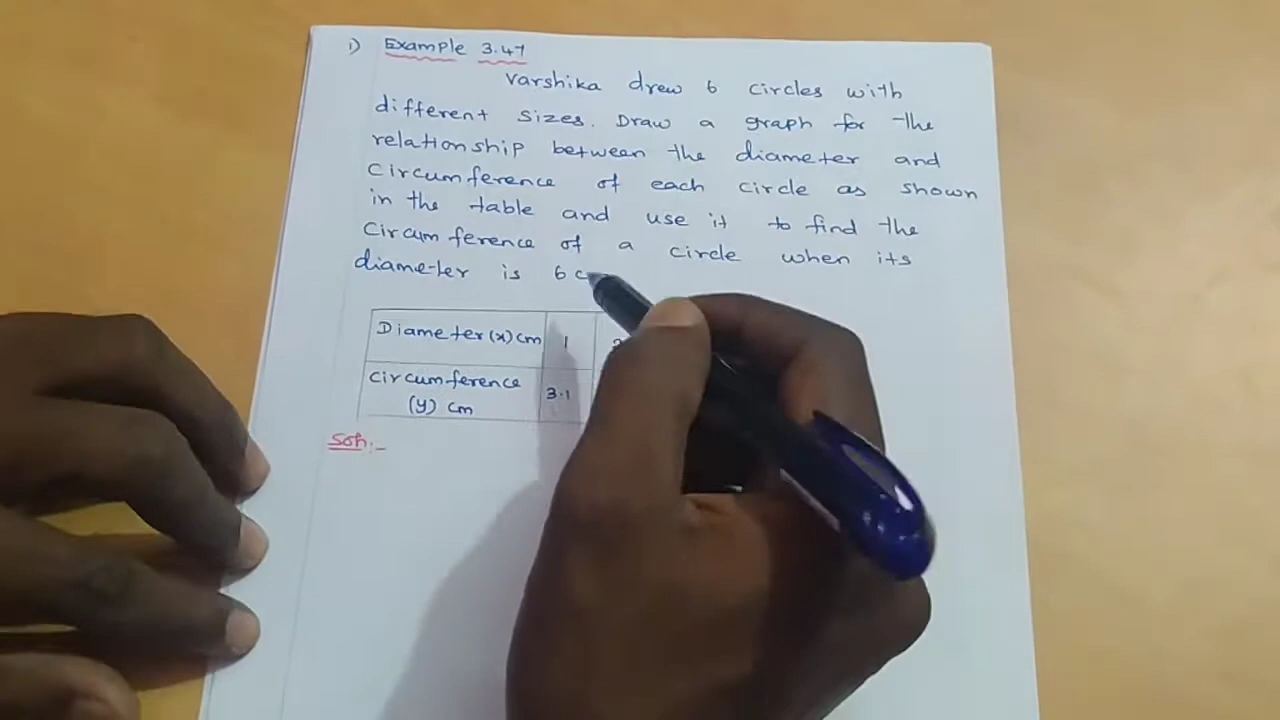 1) Example 3.47
Varshika drew 6 circles with
different sizes. Draw a graph for the
relationship between the diameter and
circumference of each circle as shown
in the table and use it to find the
circumference of a circle when its
diameter is 6
Diameter (x) cm 1
Circumference
(y) cm 3.1
Soln:-